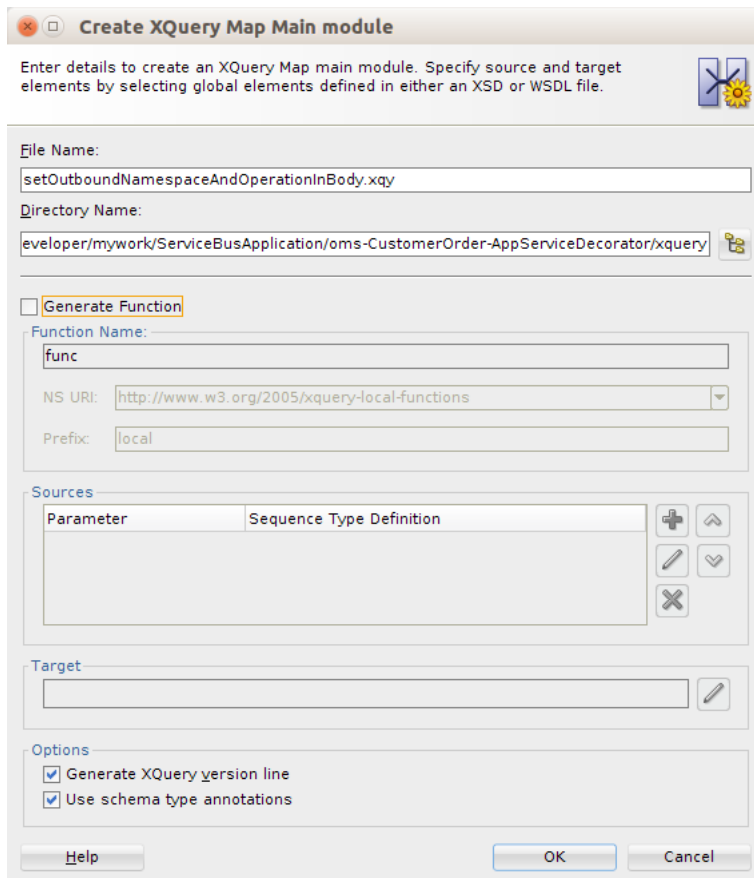 Create XQuery Map Main module
Enter details to create an XQuery Map main module. Specify source and target
elements by selecting global elements defined in either an XSD or WSDL file.
File Name:
setOutboundNamespaceAndOperationInBody.xqy
Directory Name:
eveloper/mywork/ServiceBusApplication/oms-CustomerOrder-AppServiceDecorator/xquery
Generate Function
Function Name:
func
NS URI: http://www.w3.org/2005/xquery-local-functions
Prefix: local
Sources
Parameter Sequence Type Definition
Target
Options
Generate XQuery version line
Use schema type annotations
Help OK Cancel